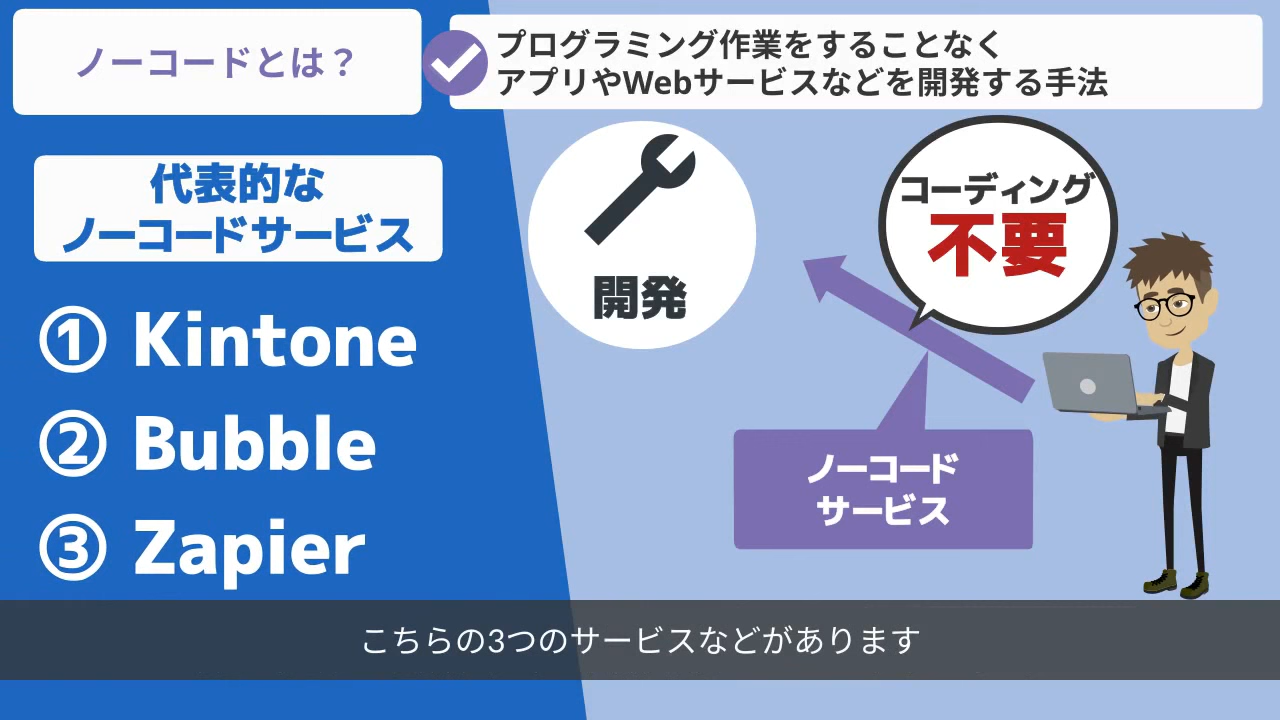 ノーコードとは？
プログラミング作業をすることなく
アプリやWebサービスなどを開発する手法
代表的な
ノーコードサービス
① Kintone
② Bubble
③ Zapier
開発
コーディング
不要
ノーコード
サービス
こちらの3つのサービスなどがあります